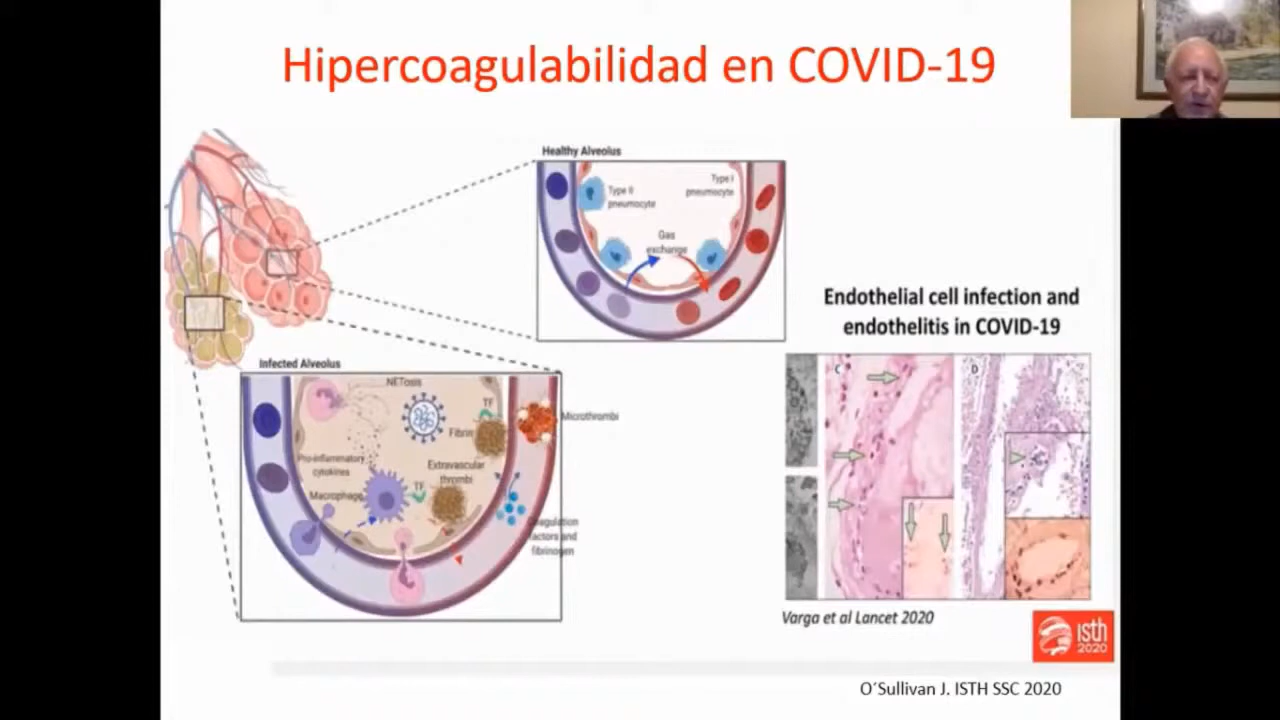 Hipercoagulabilidad en COVID-19
Healthy Alveolus
Type II
pneumocyte
Type I
pneumocyte
Gas
exchange
Endothelial cell infection and
endothelitis in COVID-19
Infected Alveolus
NETosis
TF
Fibrin
Microthrombi
Pro-inflammatory
cytokines
Extravascular
thrombi
Macrophage
TF
Coagulation
factors and
fibrinogen
C
D
Varga et al Lancet 2020
isth
2020
O´Sullivan J. ISTH SSC 2020